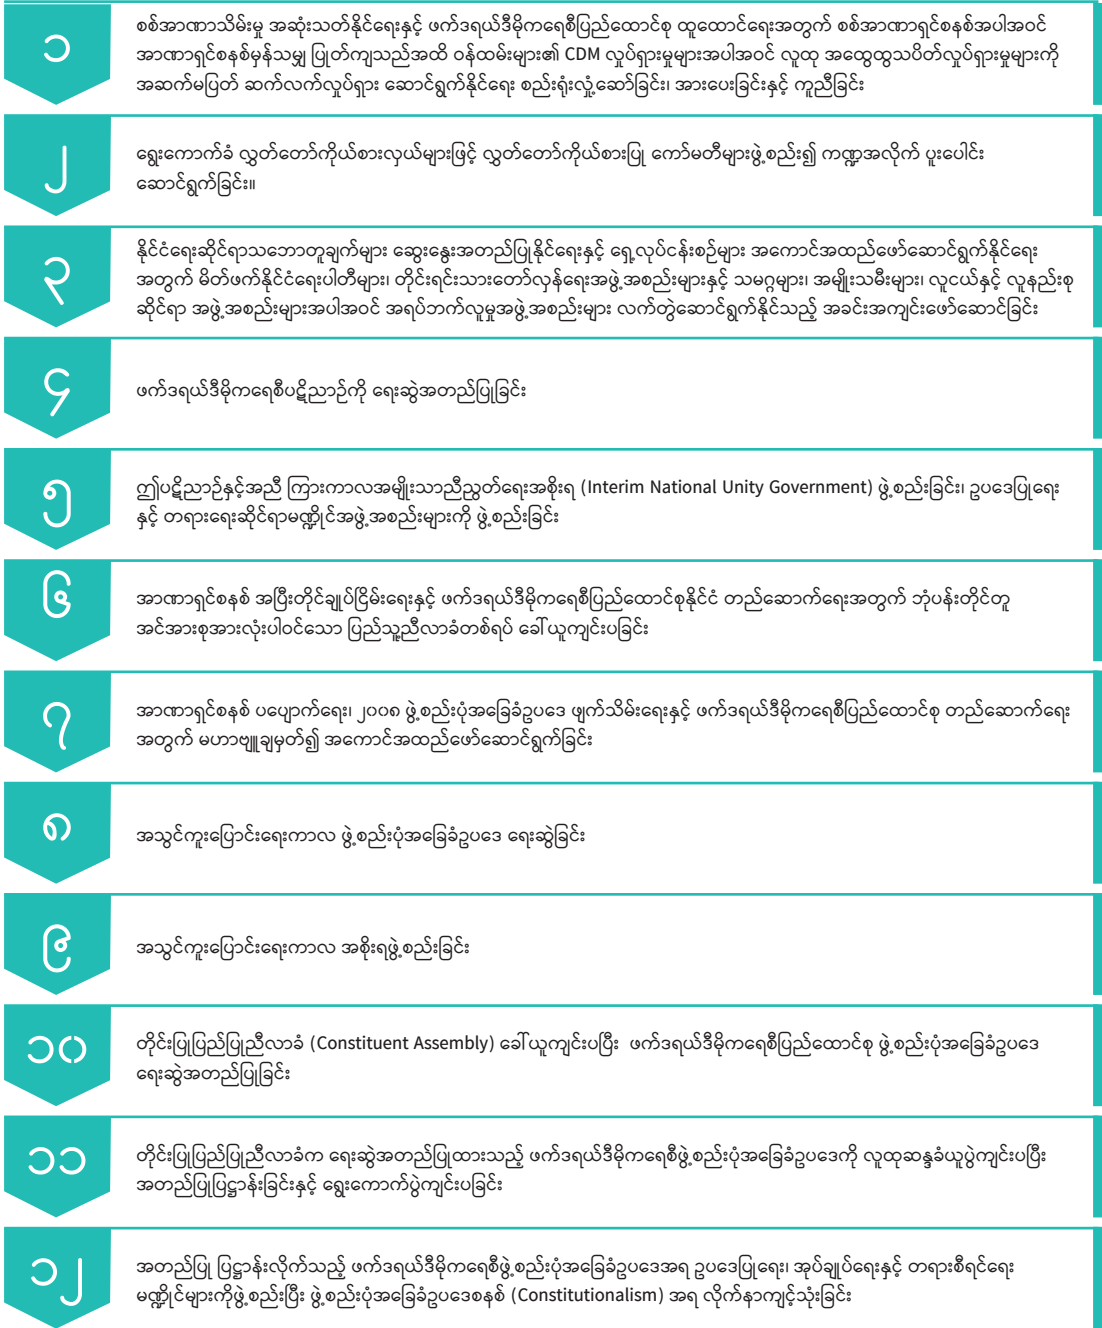 ၁
စစ်အာဏာသိမ်းမှု အဆုံးသတ်နိုင်ရေးနှင့် ဖက်ဒရယ်ဒီမိုကရေစီပြည်ထောင်စု ထူထောင်ရေးအတွက် စစ်အာဏာရှင်စနစ်အပါအဝင်
အာဏာရှင်စနစ်မှန်သမျှ ပြုတ်ကျသည်အထိ ဝန်ထမ်းများ၏ CDM လှုပ်ရှားမှုများအပါအဝင် လူထု အထွေထွသပိတ်လှုပ်ရှားမှုများကို
အဆက်မပြတ် ဆက်လက်လှုပ်ရှား ဆောင်ရွက်နိုင်ရေး စည်းရုံးလှုံ့ဆော်ခြင်း၊ အားပေးခြင်းနှင့် ကူညီခြင်း
၂
ရွေးကောက်ခံ လွှတ်တော်ကိုယ်စားလှယ်များဖြင့် လွှတ်တော်ကိုယ်စားပြု ကော်မတီများဖွဲ့စည်း၍ ကဏ္ဍအလိုက် ပူးပေါင်း
ဆောင်ရွက်ခြင်း။
၃
နိုင်ငံရေးဆိုင်ရာသဘောတူချက်များ ဆွေးနွေးအတည်ပြုနိုင်ရေးနှင့် ရှေ့လုပ်ငန်းစဉ်များ အကောင်အထည်ဖော်ဆောင်ရွက်နိုင်ရေး
အတွက် မိတ်ဖက်နိုင်ငံရေးပါတီများ၊ တိုင်းရင်းသားတော်လှန်ရေးအဖွဲ့အစည်းများနှင့် သမဂ္ဂများ၊ အမျိုးသမီးများ၊ လူငယ်နှင့် လူနည်းစု
ဆိုင်ရာ အဖွဲ့အစည်းများအပါအဝင် အရပ်ဘက်လူမှုအဖွဲ့အစည်းများ လက်တွဲဆောင်ရွက်နိုင်သည့် အခင်းအကျင်းဖော်ဆောင်ခြင်း
၄
ဖက်ဒရယ်ဒီမိုကရေစီပဋိညာဉ်ကို ရေးဆွဲအတည်ပြုခြင်း
၅
ဤပဋိညာဉ်နှင့်အညီ ကြားကာလအမျိုးသာညီညွတ်ရေးအစိုးရ (Interim National Unity Government) ဖွဲ့စည်းခြင်း၊ ဥပဒေပြုရေး
နှင့် တရားရေးဆိုင်ရာမဏ္ဍိုင်အဖွဲ့အစည်းများကို ဖွဲ့စည်းခြင်း
၆
အာဏာရှင်စနစ် အပြီးတိုင်ချုပ်ငြိမ်းရေးနှင့် ဖက်ဒရယ်ဒီမိုကရေစီပြည်ထောင်စုနိုင်ငံ တည်ဆောက်ရေးအတွက် ဘုံပန်းတိုင်တူ
အင်အားစုအားလုံးပါဝင်သော ပြည်သူ့ညီလာခံတစ်ရပ် ခေါ်ယူကျင်းပခြင်း
၇
အာဏာရှင်စနစ် ပပျောက်ရေး၊ ၂၀၀၈ ဖွဲ့စည်းပုံအခြေခံဥပဒေ ဖျက်သိမ်းရေးနှင့် ဖက်ဒရယ်ဒီမိုကရေစီပြည်ထောင်စု တည်ဆောက်ရေး
အတွက် မဟာဗျူဟာချမှတ်၍ အကောင်အထည်ဖော်ဆောင်ရွက်ခြင်း
၈
အသွင်ကူးပြောင်းရေးကာလ ဖွဲ့စည်းပုံအခြေခံဥပဒေ ရေးဆွဲခြင်း
၉
အသွင်ကူးပြောင်းရေးကာလ အစိုးရဖွဲ့စည်းခြင်း
၁၀
တိုင်းပြုပြည်ပြုညီလာခံ (Constituent Assembly) ခေါ်ယူကျင်းပပြီး ဖက်ဒရယ်ဒီမိုကရေစီပြည်ထောင်စု ဖွဲ့စည်းပုံအခြေခံဥပဒေ
ရေးဆွဲအတည်ပြုခြင်း
၁၁
တိုင်းပြုပြည်ပြုညီလာခံက ရေးဆွဲအတည်ပြုထားသည့် ဖက်ဒရယ်ဒီမိုကရေစီဖွဲ့စည်းပုံအခြေခံဥပဒေကို လူထုဆန္ဒခံယူပွဲကျင်းပပြီး
အတည်ပြုပြဋ္ဌာန်းခြင်းနှင့် ရွေးကောက်ပွဲကျင်းပခြင်း
၁၂
အတည်ပြု ပြဋ္ဌာန်းလိုက်သည့် ဖက်ဒရယ်ဒီမိုကရေစီဖွဲ့စည်းပုံအခြေခံဥပဒေအရ ဥပဒေပြုရေး၊ အုပ်ချုပ်ရေးနှင့် တရားစီရင်ရေး
မဏ္ဍိုင်များကိုဖွဲ့စည်းပြီး ဖွဲ့စည်းပုံအခြေခံဥပဒေစနစ် (Constitutionalism) အရ လိုက်နာကျင့်သုံးခြင်း